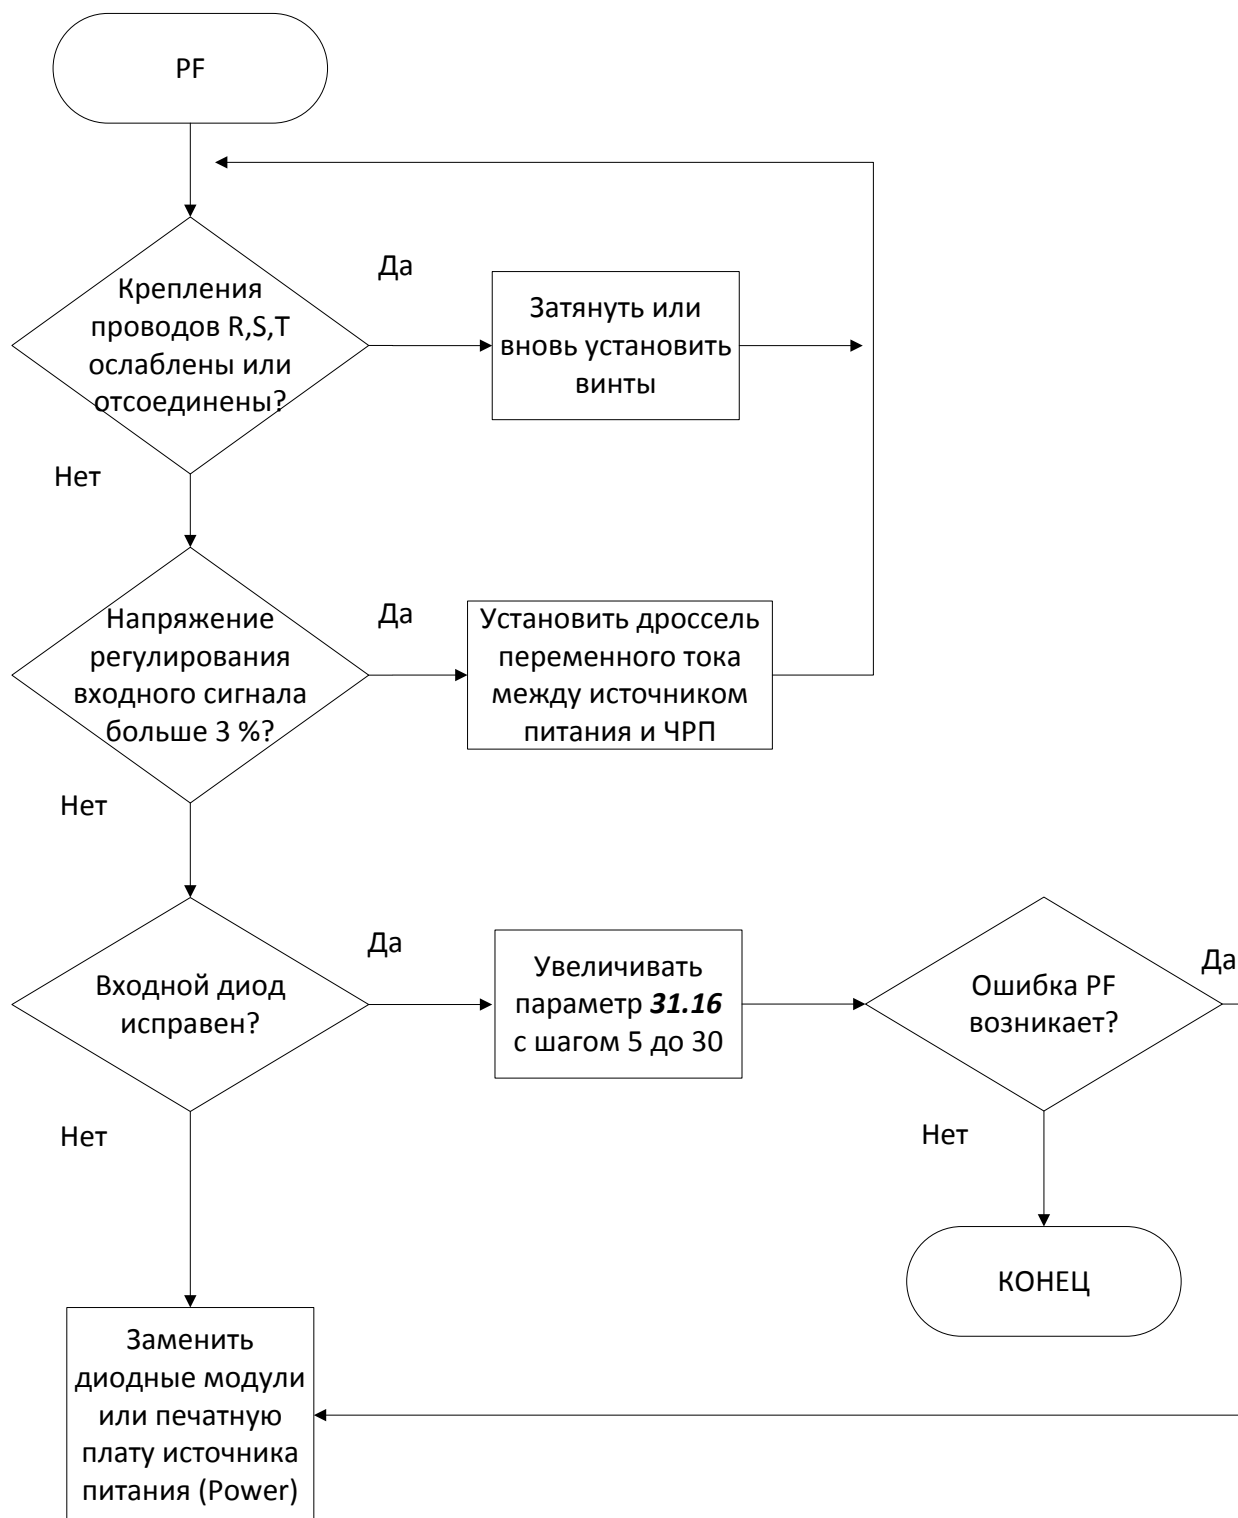 PF
Крепления
проводов R,S,T
ослаблены или
отсоединены?
Да
Затянуть или
вновь установить
винты
Нет
Напряжение
регулирования
входного сигнала
больше 3 %?
Да
Установить дроссель
переменного тока
между источником
питания и ЧРП
Нет
Входной диод
исправен?
Да
Увеличивать
параметр 31.16
с шагом 5 до 30
Ошибка PF
возникает?
Да
Нет
Нет
КОНЕЦ
Заменить
диодные модули
или печатную
плату источника
питания (Power)